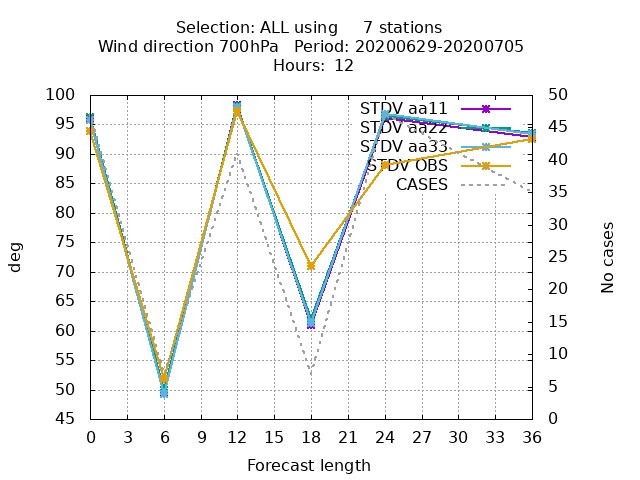 Selection: ALL using 7 stations
Wind direction 700hPa Period: 20200629-20200705
Hours: 12
100
95
90
85
80
75
70
65
60
55
50
45
deg
STDV aa11
STDV aa22
STDV aa33
STDV OBS
CASES
50
45
40
35
30
25
20
15
10
5
0
No cases
0 3 6 9 12 15 18 21 24 27 30 33 36
Forecast length